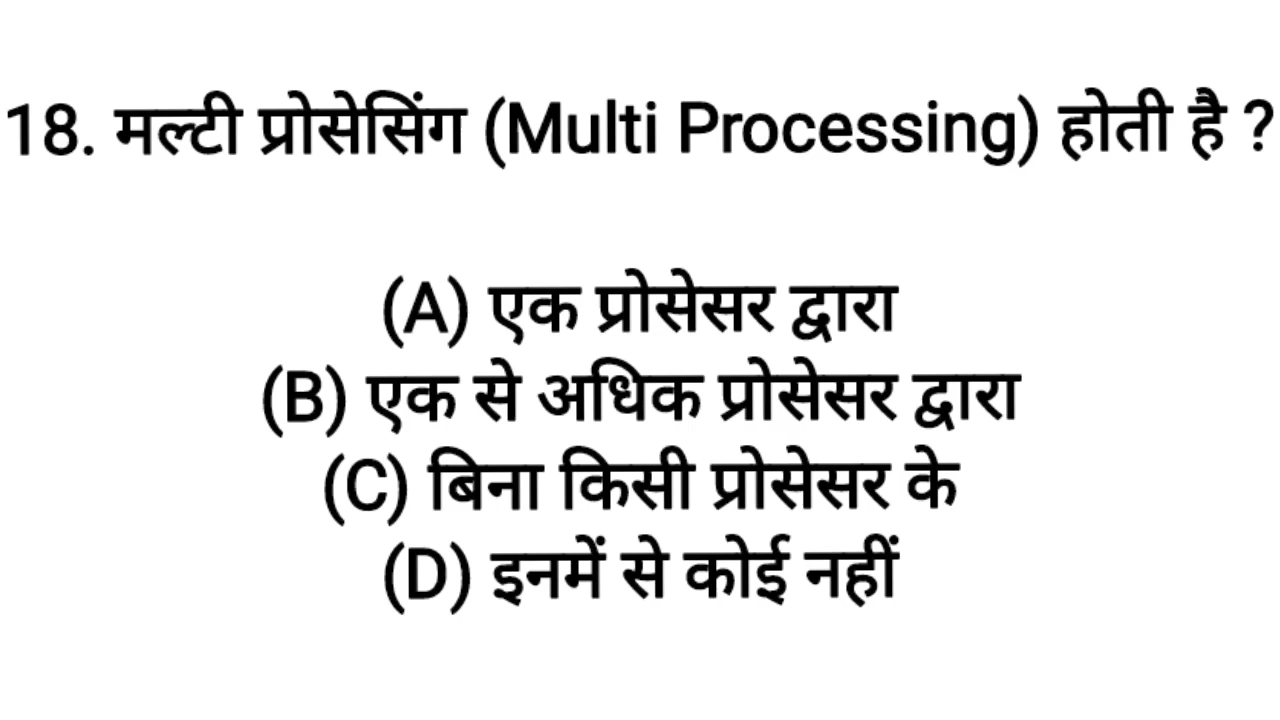 18. मल्टी प्रोसेसिंग (Multi Processing) होती है ?
(A) एक प्रोसेसर द्वारा
(B) एक से अधिक प्रोसेसर द्वारा
(C) बिना किसी प्रोसेसर के
(D) इनमें से कोई नहीं